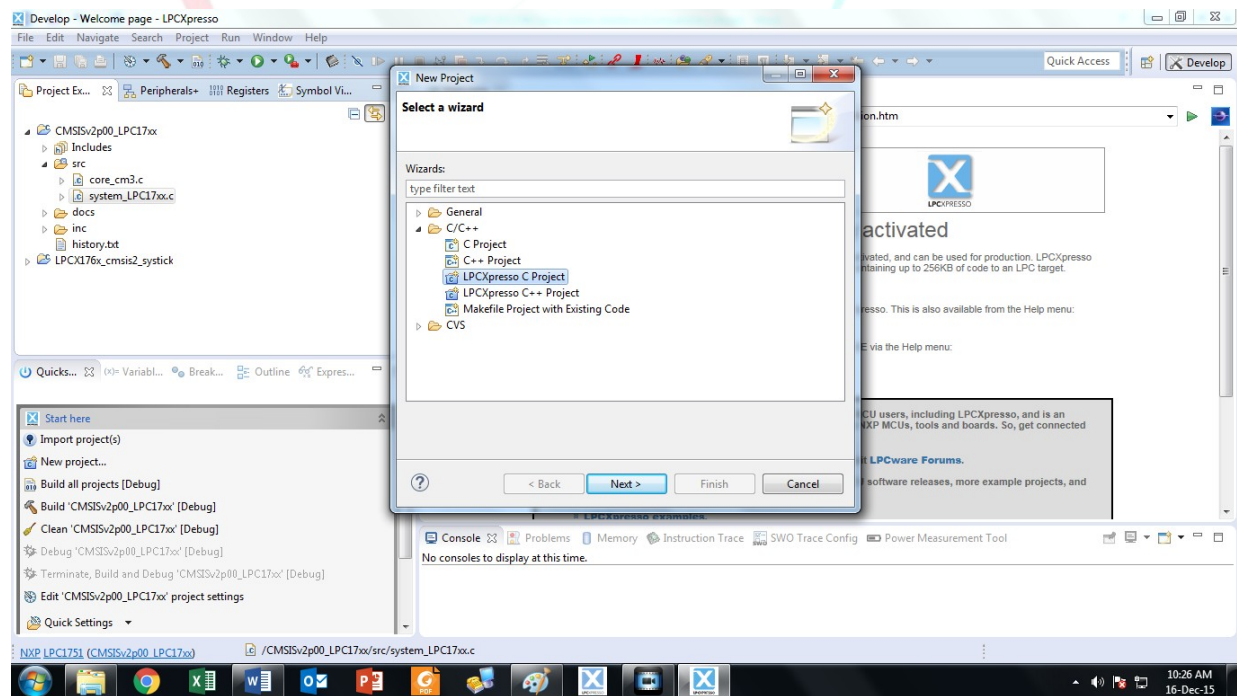 Develop - Welcome page - LPCXpresso
File Edit Navigate Search Project Run Window Help
Quick Access
Develop
Project Ex... Peripherals+ Registers Symbol Vi...
CMSISv2p00_LPC17xx
Includes
src
core_cm3.c
system_LPC17xx.c
docs
inc
history.txt
LPCX176x_cmsis2_systick
New Project
Select a wizard
Wizards:
type filter text
General
C/C++
C Project
C++ Project
LPCXpresso C Project
LPCXpresso C++ Project
Makefile Project with Existing Code
CVS
< Back Next > Finish Cancel
ion.htm
LPCXPRESSO
activated
vated, and can be used for production. LPCXpresso
ntaining up to 256KB of code to an LPC target.
resso. This is also available from the Help menu:
E via the Help menu:
CU users, including LPCXpresso, and is an
NXP MCUs, tools and boards. So, get connected
it LPCware Forums.
software releases, more example projects, and
LPCXpresso examples.
Quicks... (x)= Variabl... Break... Outline Expres...
Start here
Import project(s)
New project...
Build all projects [Debug]
Build 'CMSISv2p00_LPC17xx' [Debug]
Clean 'CMSISv2p00_LPC17xx' [Debug]
Debug 'CMSISv2p00_LPC17xx' [Debug]
Terminate, Build and Debug 'CMSISv2p00_LPC17xx' [Debug]
Edit 'CMSISv2p00_LPC17xx' project settings
Quick Settings
Console Problems Memory Instruction Trace SWO Trace Config Power Measurement Tool
No consoles to display at this time.
NXP LPC1751 (CMSISv2p00_LPC17xx) /CMSISv2p00_LPC17xx/src/system_LPC17xx.c
10:26 AM
16-Dec-15